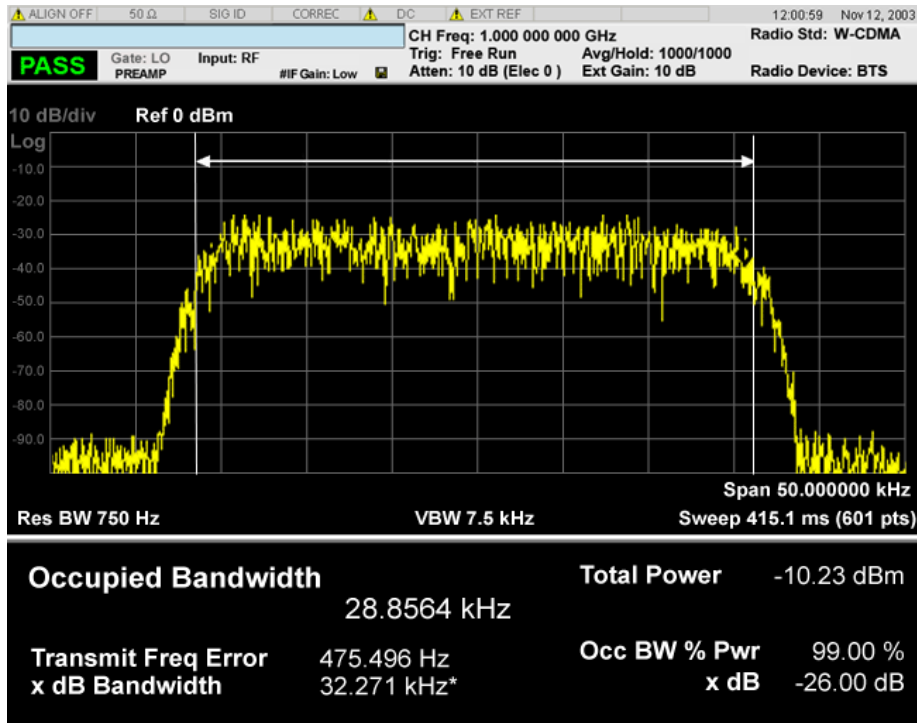 ALIGN OFF 50 Ω SIG ID CORREC DC EXT REF 12:00:59 Nov 12, 2003
CH Freq: 1.000 000 000 GHz Radio Std: W-CDMA
PASS Gate: LO Input: RF Trig: Free Run Avg/Hold: 1000/1000
PREAMP #IF Gain: Low Atten: 10 dB (Elec 0 ) Ext Gain: 10 dB Radio Device: BTS
10 dB/div Ref 0 dBm
Log
-10.0
-20.0
-30.0
-40.0
-50.0
-60.0
-70.0
-80.0
-90.0
Span 50.000000 kHz
Res BW 750 Hz VBW 7.5 kHz Sweep 415.1 ms (601 pts)
Occupied Bandwidth Total Power -10.23 dBm
28.8564 kHz
Transmit Freq Error 475.496 Hz Occ BW % Pwr 99.00 %
x dB Bandwidth 32.271 kHz* x dB -26.00 dB